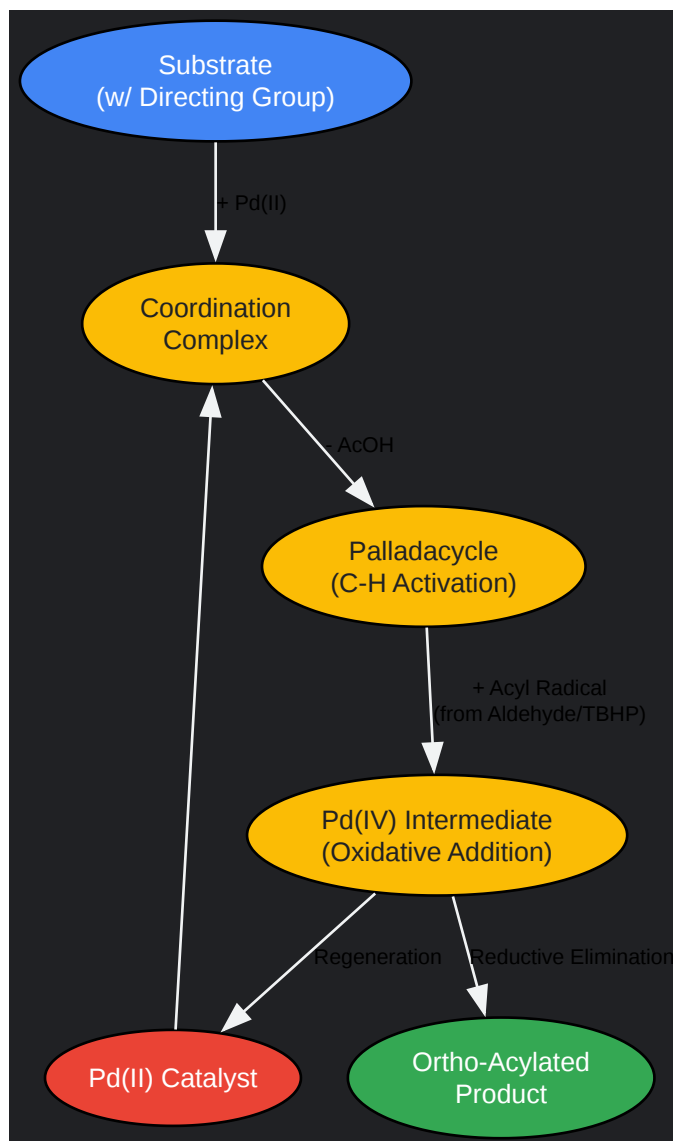 Substrate
(w/ Directing Group)
+ Pd(II)
Coordination
Complex
- AcOH
Palladacycle
(C-H Activation)
+ Acyl Radical
(from Aldehyde/TBHP)
Pd(IV) Intermediate
(Oxidative Addition)
Regeneration
Reductive Elimination
Pd(II) Catalyst
Ortho-Acylated
Product